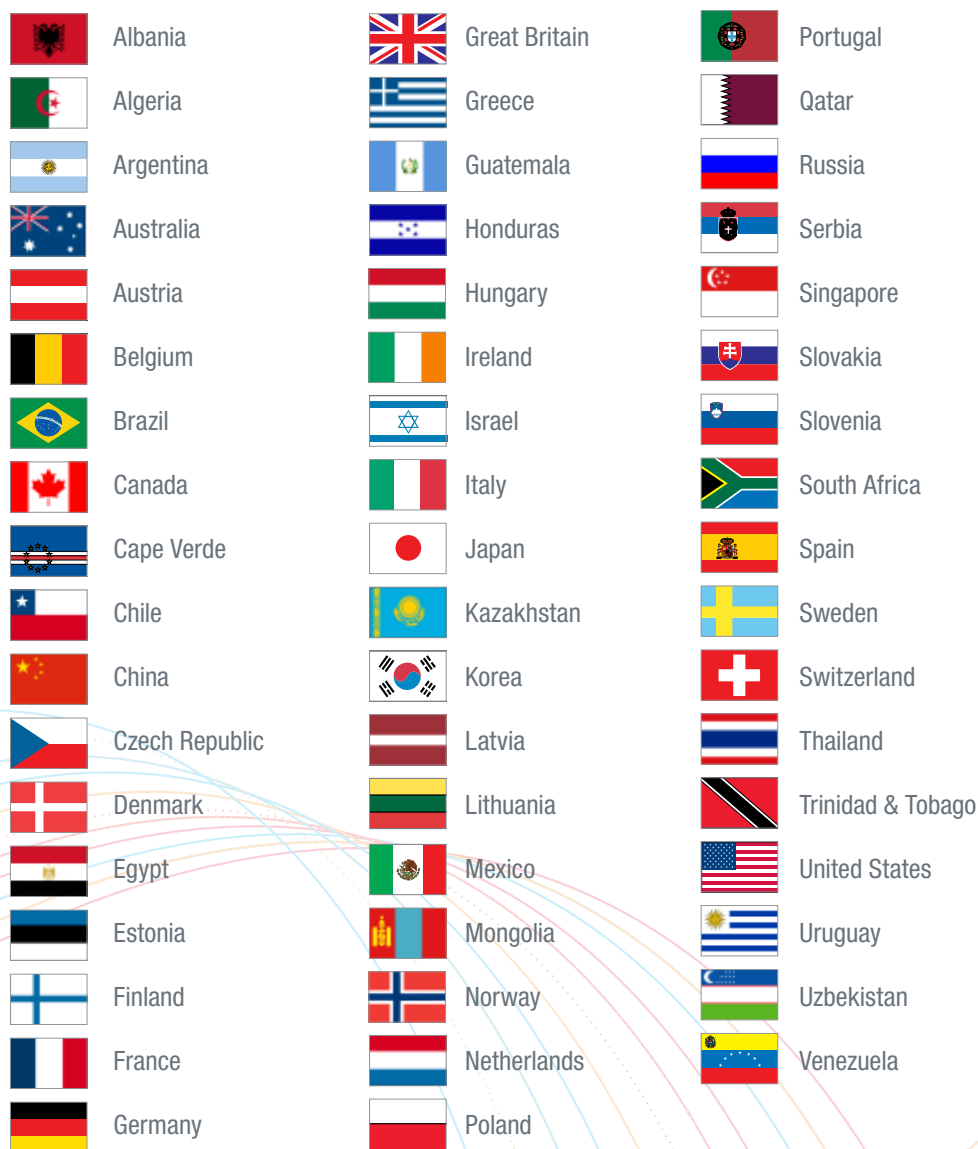 Albania
Algeria
Argentina
Australia
Austria
Belgium
Brazil
Canada
Cape Verde
Chile
China
Czech Republic
Denmark
Egypt
Estonia
Finland
France
Germany
Great Britain
Greece
Guatemala
Honduras
Hungary
Ireland
Israel
Italy
Japan
Kazakhstan
Korea
Latvia
Lithuania
Mexico
Mongolia
Norway
Netherlands
Poland
Portugal
Qatar
Russia
Serbia
Singapore
Slovakia
Slovenia
South Africa
Spain
Sweden
Switzerland
Thailand
Trinidad & Tobago
United States
Uruguay
Uzbekistan
Venezuela